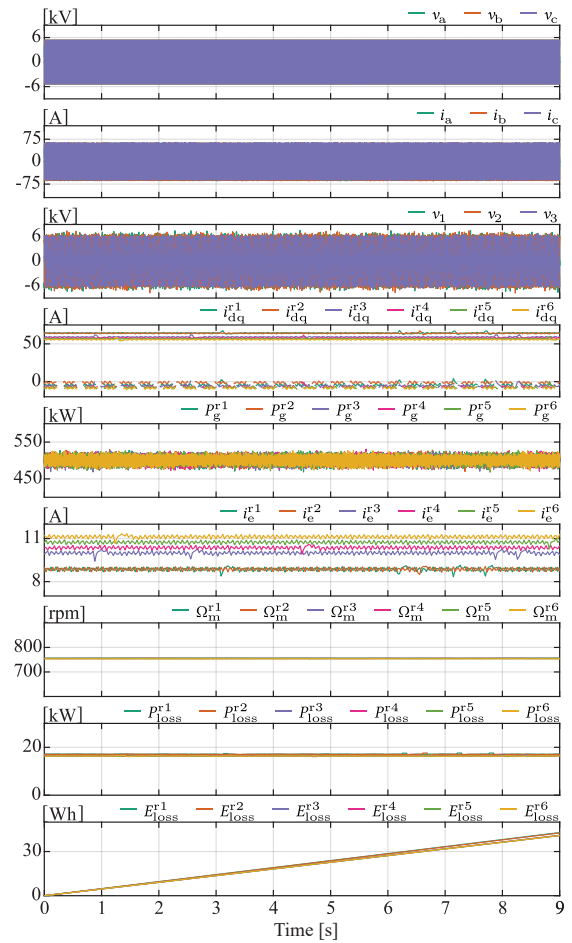 [kV] v_a v_b v_c
6
0
-6
[A] i_a i_b i_c
75
0
-75
[kV] v_1 v_2 v_3
6
0
-6
[A] i_dq^r1 i_dq^r2 i_dq^r3 i_dq^r4 i_dq^r5 i_dq^r6
50
0
[kW] P_g^r1 P_g^r2 P_g^r3 P_g^r4 P_g^r5 P_g^r6
550
450
[A] i_e^r1 i_e^r2 i_e^r3 i_e^r4 i_e^r5 i_e^r6
11
8
[rpm] Ω_m^r1 Ω_m^r2 Ω_m^r3 Ω_m^r4 Ω_m^r5 Ω_m^r6
800
700
[kW] P_loss^r1 P_loss^r2 P_loss^r3 P_loss^r4 P_loss^r5 P_loss^r6
20
0
[Wh] E_loss^r1 E_loss^r2 E_loss^r3 E_loss^r4 E_loss^r5 E_loss^r6
30
0
0 1 2 3 4 5 6 7 8 9
Time [s]